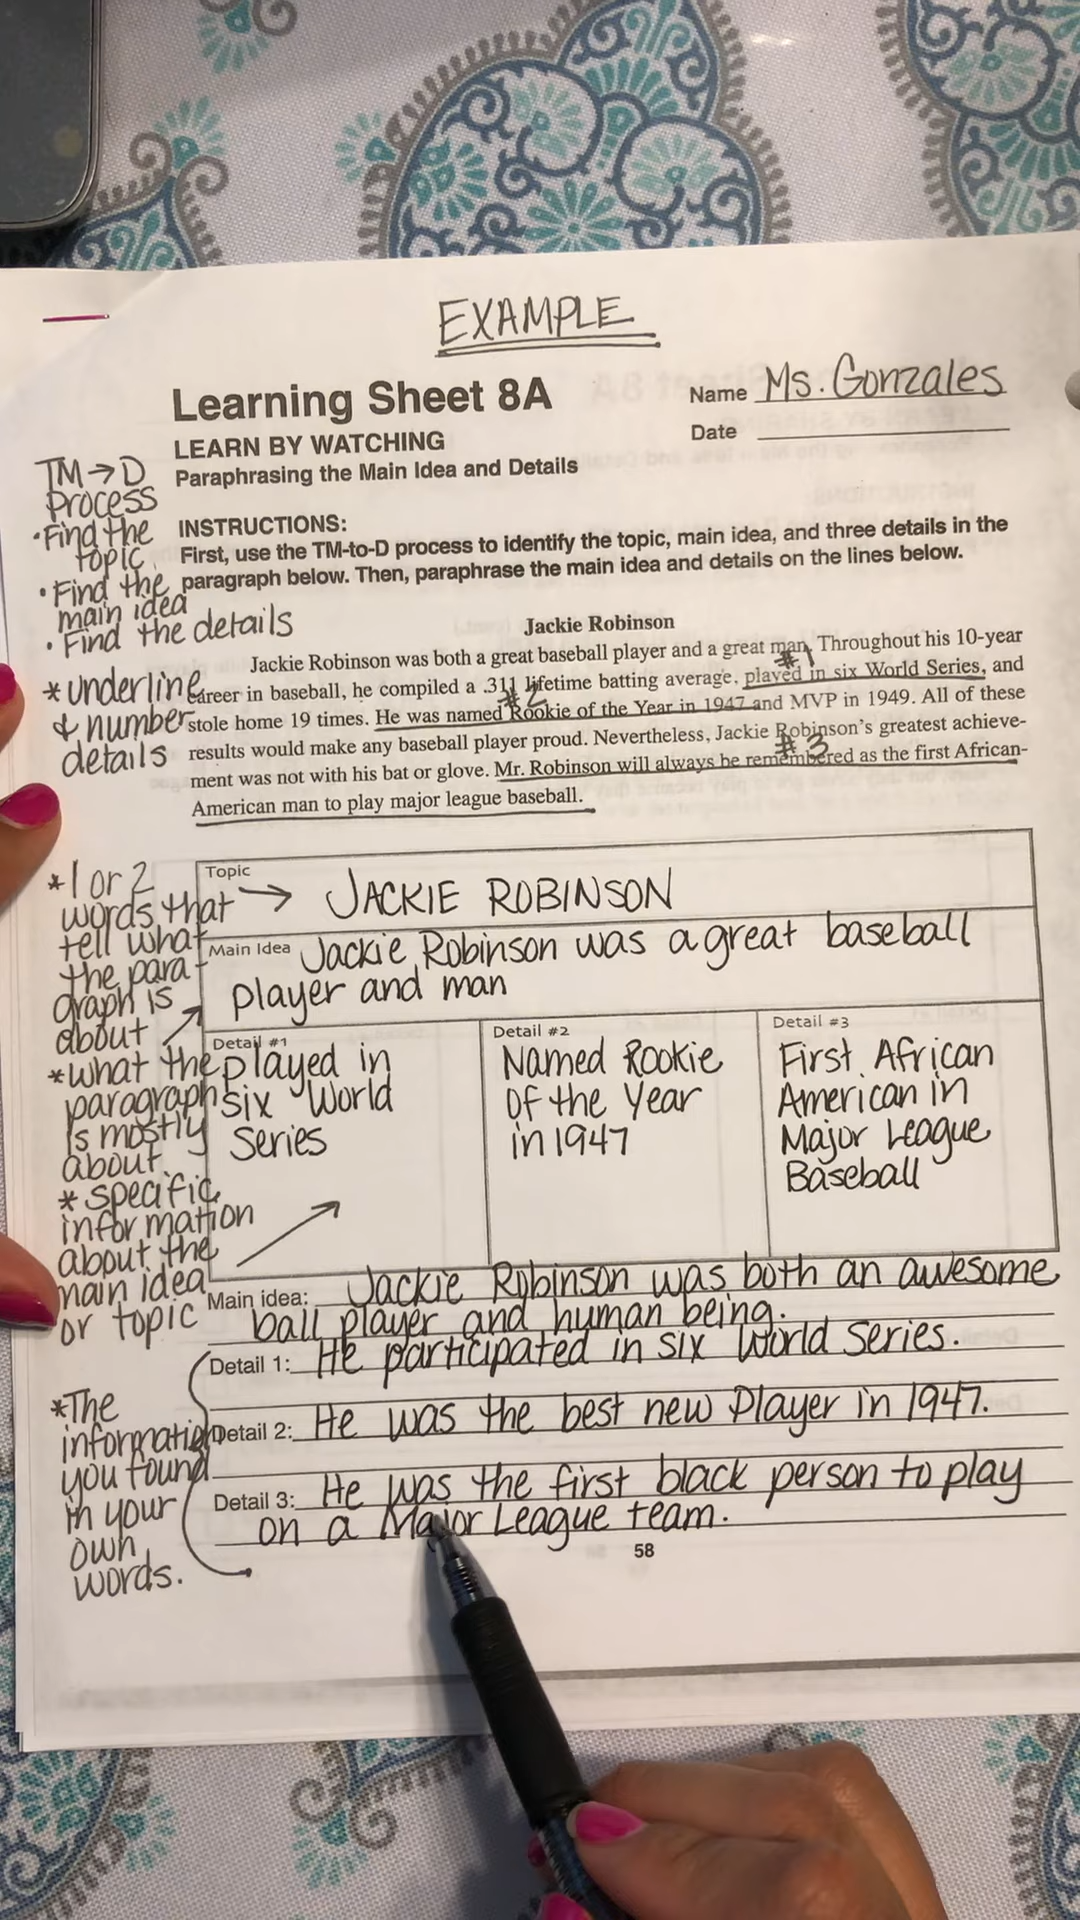 EXAMPLE
Learning Sheet 8A
Name Ms. Gonzales
LEARN BY WATCHING
Date
Paraphrasing the Main Idea and Details
TM→D
process
• Find the
topic
• Find the
main idea
• Find the details
INSTRUCTIONS:
First, use the TM-to-D process to identify the topic, main idea, and three details in the
paragraph below. Then, paraphrase the main idea and details on the lines below.
* underline
& number
details
Jackie Robinson
Jackie Robinson was both a great baseball player and a great man. Throughout his 10-year
#1
career in baseball, he compiled a .311 lifetime batting average, played in six World Series, and
#2
stole home 19 times. He was named Rookie of the Year in 1947 and MVP in 1949. All of these
results would make any baseball player proud. Nevertheless, Jackie Robinson's greatest achieve-
#3
ment was not with his bat or glove. Mr. Robinson will always be remembered as the first African-
American man to play major league baseball.
* 1 or 2
words that
tell what
the para-
graph is
about
Topic → JACKIE ROBINSON
Main Idea Jackie Robinson was a great baseball
player and man
* what the
paragraph
is mostly
about
* specific
information
about the
main idea
or topic
Detail #1
played in
six World
Series
Detail #2
Named Rookie
Of the Year
in 1947
Detail #3
First African
American in
Major League
Baseball
Main idea: Jackie Robinson was both an awesome
ball player and human being.
Detail 1: He participated in six World Series.
Detail 2: He was the best new Player in 1947.
Detail 3: He was the first black person to play
on a Major League team.
* The
information
you found
in your
own
words.
58